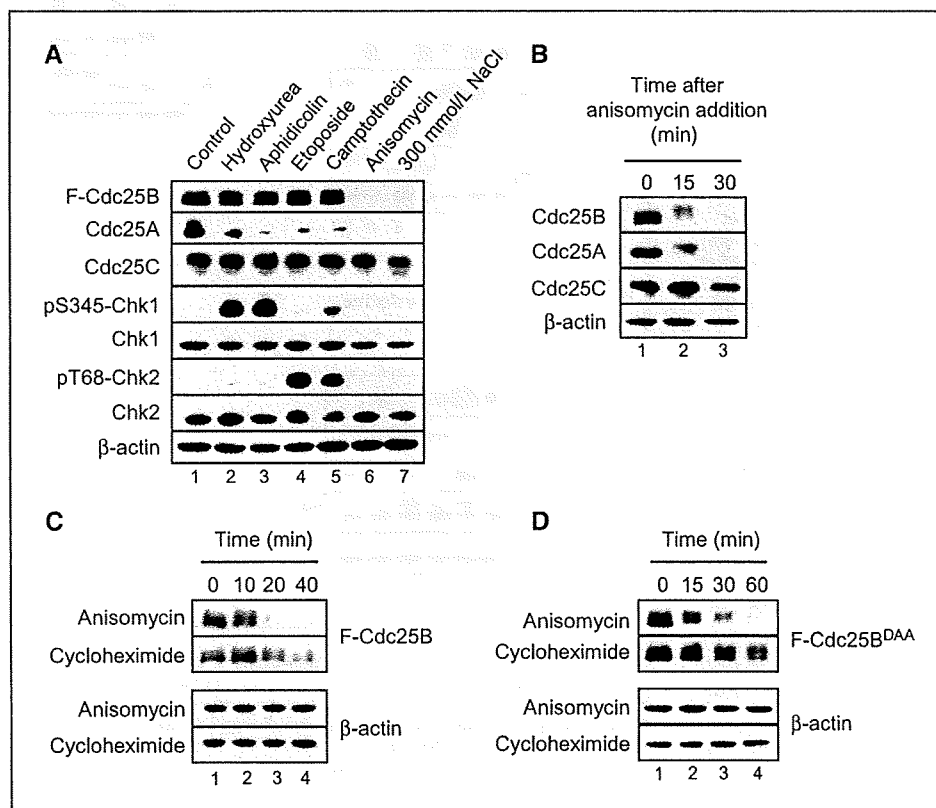 A
Control
Hydroxyurea
Aphidicolin
Etoposide
Camptothecin
Anisomycin
300 mmol/L NaCl
F-Cdc25B
Cdc25A
Cdc25C
pS345-Chk1
Chk1
pT68-Chk2
Chk2
β-actin
1 2 3 4 5 6 7
B
Time after
anisomycin addition
(min)
0 15 30
Cdc25B
Cdc25A
Cdc25C
β-actin
1 2 3
C
Time (min)
0 10 20 40
Anisomycin
Cycloheximide
F-Cdc25B
Anisomycin
Cycloheximide
β-actin
1 2 3 4
D
Time (min)
0 15 30 60
Anisomycin
Cycloheximide
F-Cdc25BDAA
Anisomycin
Cycloheximide
β-actin
1 2 3 4